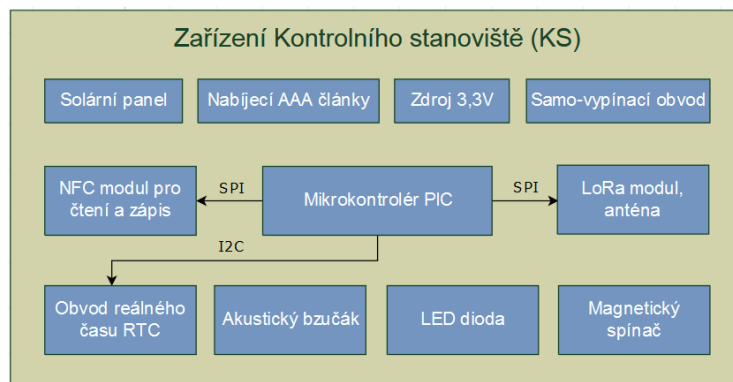 Zařízení Kontrolního stanoviště (KS)
Solární panel
Nabíjecí AAA články
Zdroj 3,3V
Samo-vypínací obvod
NFC modul pro
čtení a zápis
SPI
Mikrokontrolér PIC
SPI
LoRa modul,
anténa
I2C
Obvod reálného
času RTC
Akustický bzučák
LED dioda
Magnetický
spínač